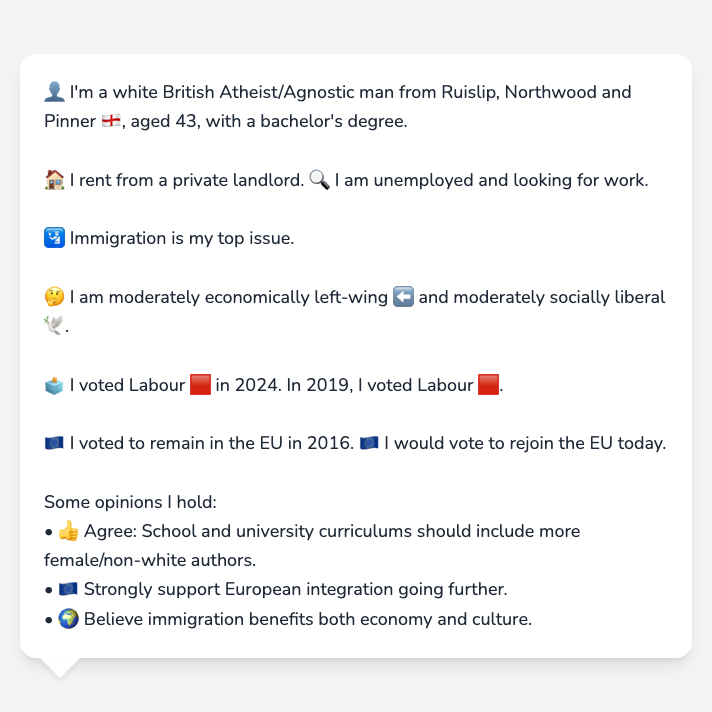 👤 I'm a white British Atheist/Agnostic man from Ruislip, Northwood and
Pinner 🏴󠁧󠁢󠁥󠁮󠁧󠁿, aged 43, with a bachelor's degree.
🏠 I rent from a private landlord. 🔍 I am unemployed and looking for work.
🛂 Immigration is my top issue.
🤔 I am moderately economically left-wing ⬅️ and moderately socially liberal
🕊️.
🗳️ I voted Labour 🟥 in 2024. In 2019, I voted Labour 🟥.
🇪🇺 I voted to remain in the EU in 2016. 🇪🇺 I would vote to rejoin the EU today.
Some opinions I hold:
• 👍 Agree: School and university curriculums should include more
female/non-white authors.
• 🇪🇺 Strongly support European integration going further.
• 🌍 Believe immigration benefits both economy and culture.